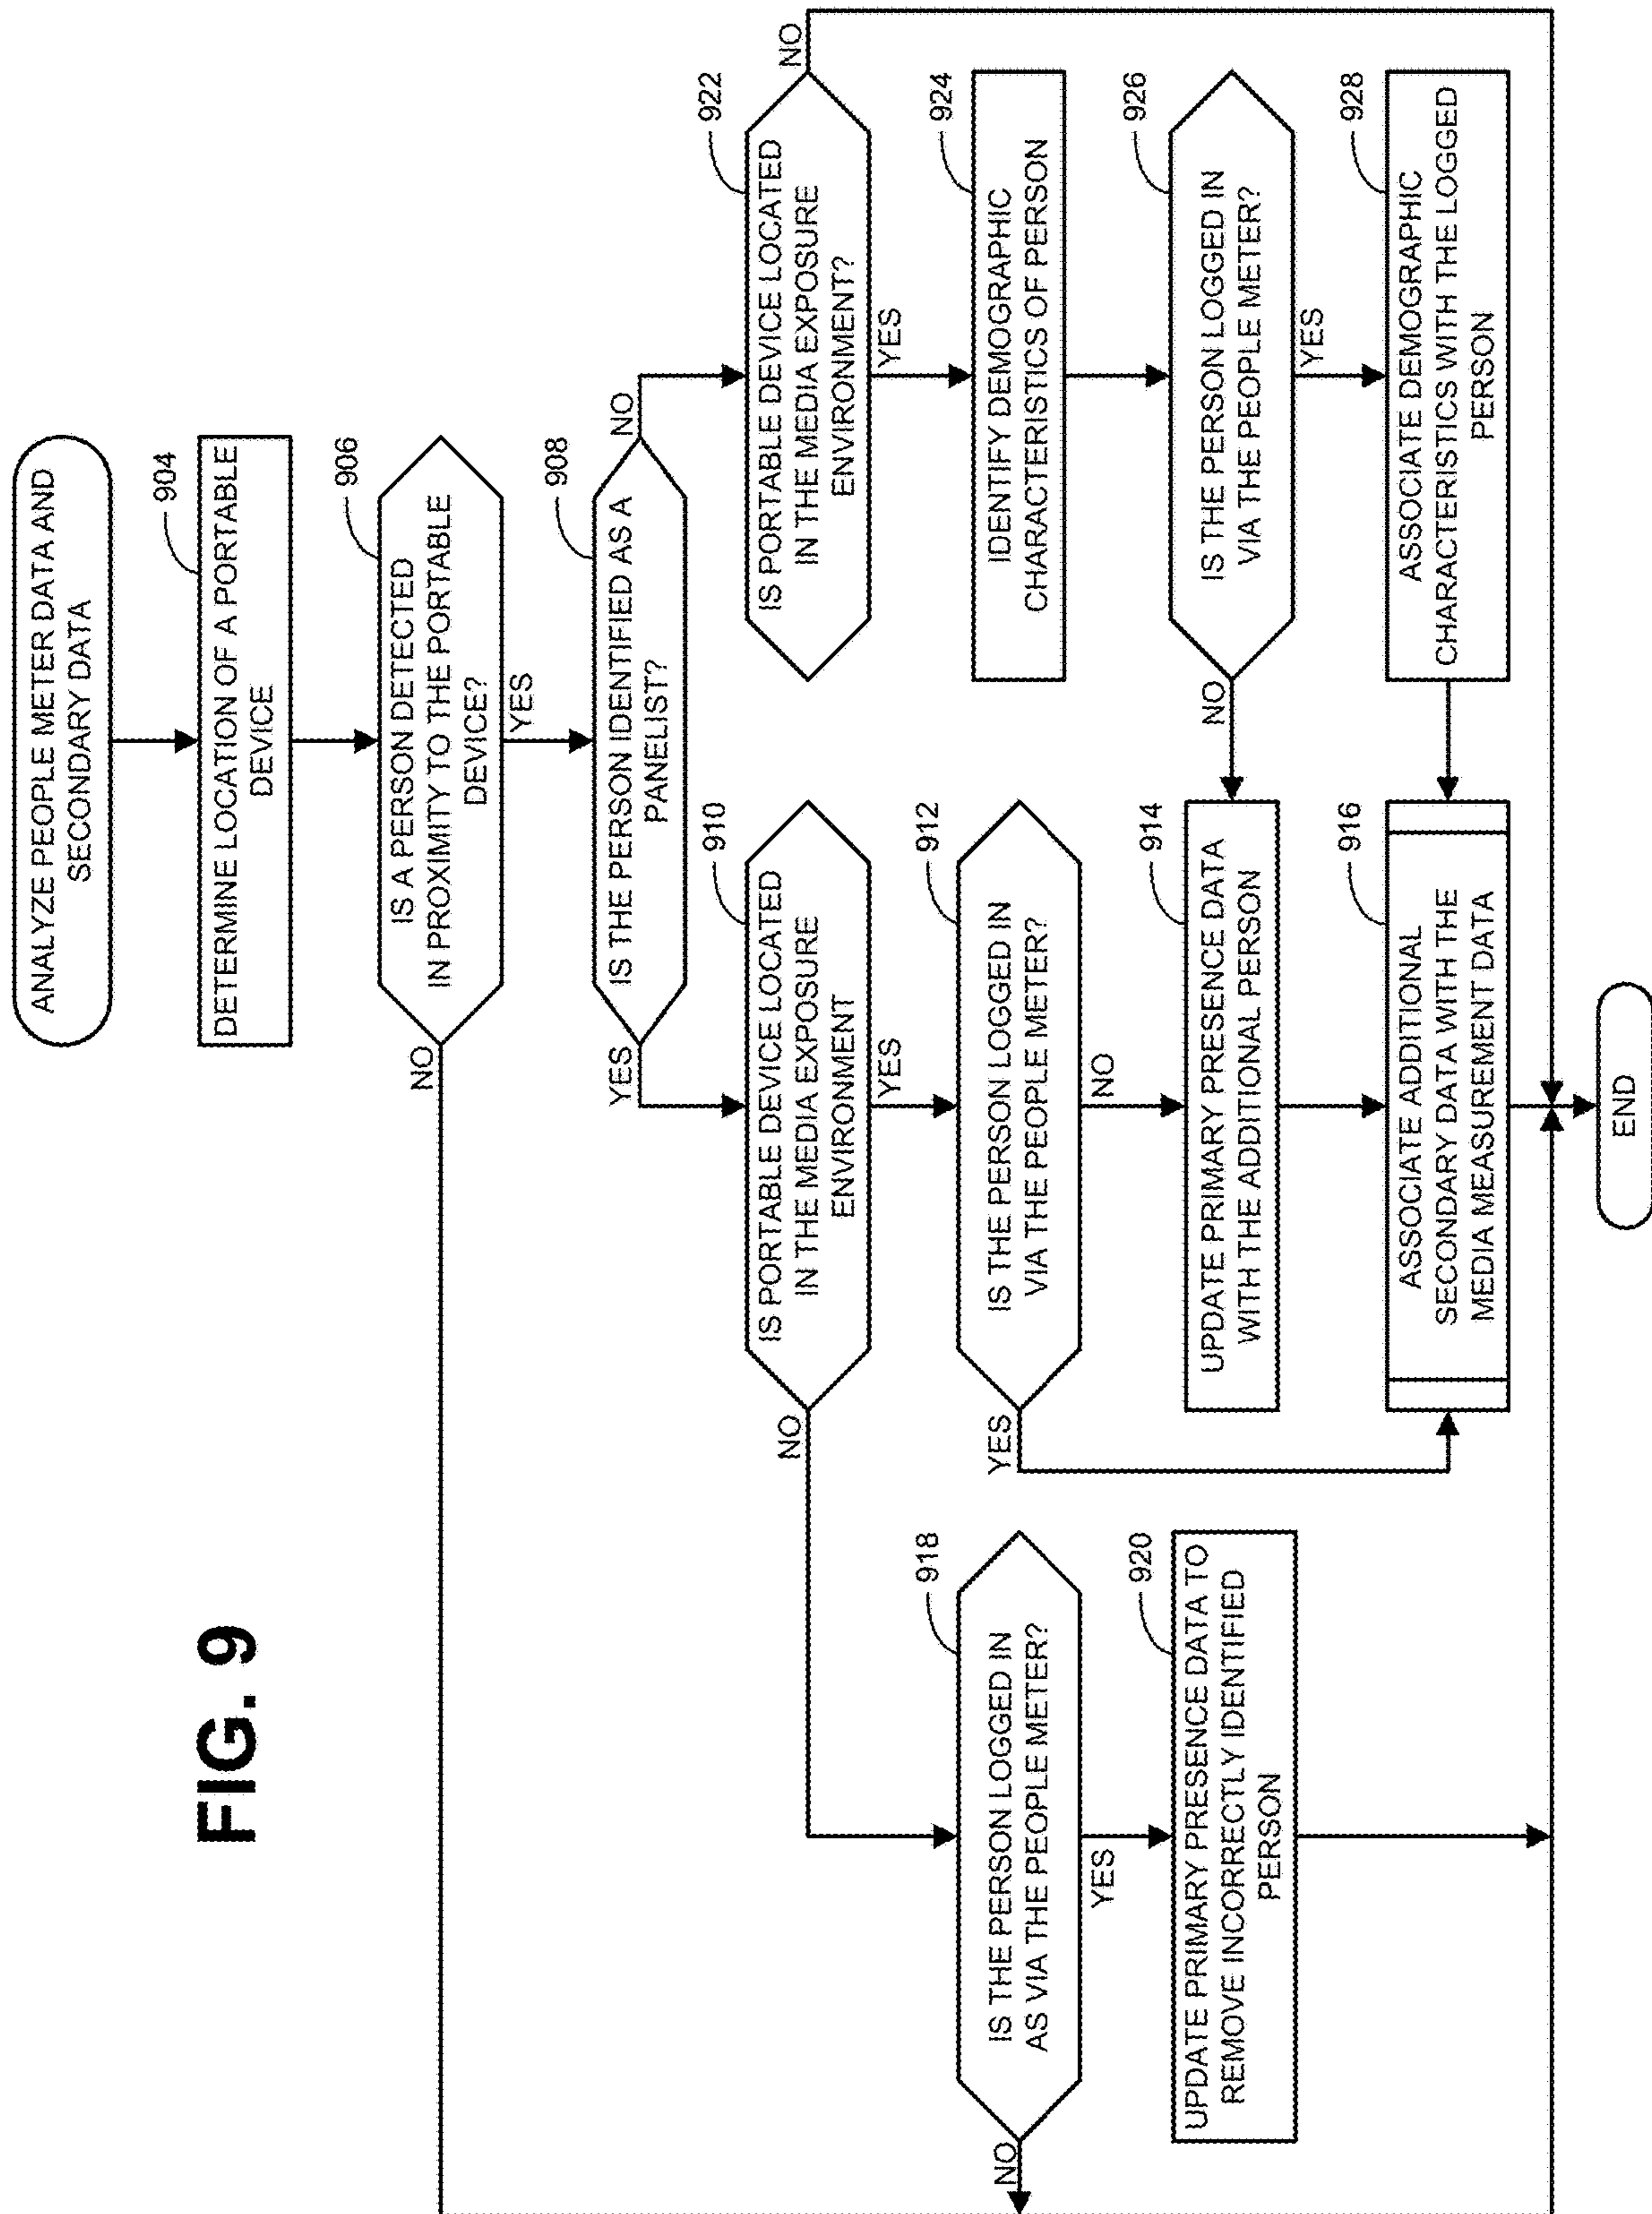 FIG. 9
ANALYZE PEOPLE METER DATA AND
SECONDARY DATA
904
DETERMINE LOCATION OF A PORTABLE
DEVICE
906
IS A PERSON DETECTED
IN PROXIMITY TO THE PORTABLE
DEVICE?
NO
YES
908
IS THE PERSON IDENTIFIED AS A
PANELIST?
YES
NO
910
IS PORTABLE DEVICE LOCATED
IN THE MEDIA EXPOSURE
ENVIRONMENT
NO
YES
912
IS THE PERSON LOGGED IN
VIA THE PEOPLE METER?
YES
NO
914
UPDATE PRIMARY PRESENCE DATA
WITH THE ADDITIONAL PERSON
916
ASSOCIATE ADDITIONAL
SECONDARY DATA WITH THE
MEDIA MEASUREMENT DATA
918
IS THE PERSON LOGGED IN
AS VIA THE PEOPLE METER?
NO
YES
920
UPDATE PRIMARY PRESENCE DATA TO
REMOVE INCORRECTLY IDENTIFIED
PERSON
922
IS PORTABLE DEVICE LOCATED
IN THE MEDIA EXPOSURE
ENVIRONMENT?
NO
YES
924
IDENTIFY DEMOGRAPHIC
CHARACTERISTICS OF PERSON
926
IS THE PERSON LOGGED IN
VIA THE PEOPLE METER?
NO
YES
928
ASSOCIATE DEMOGRAPHIC
CHARACTERISTICS WITH THE LOGGED
PERSON
END